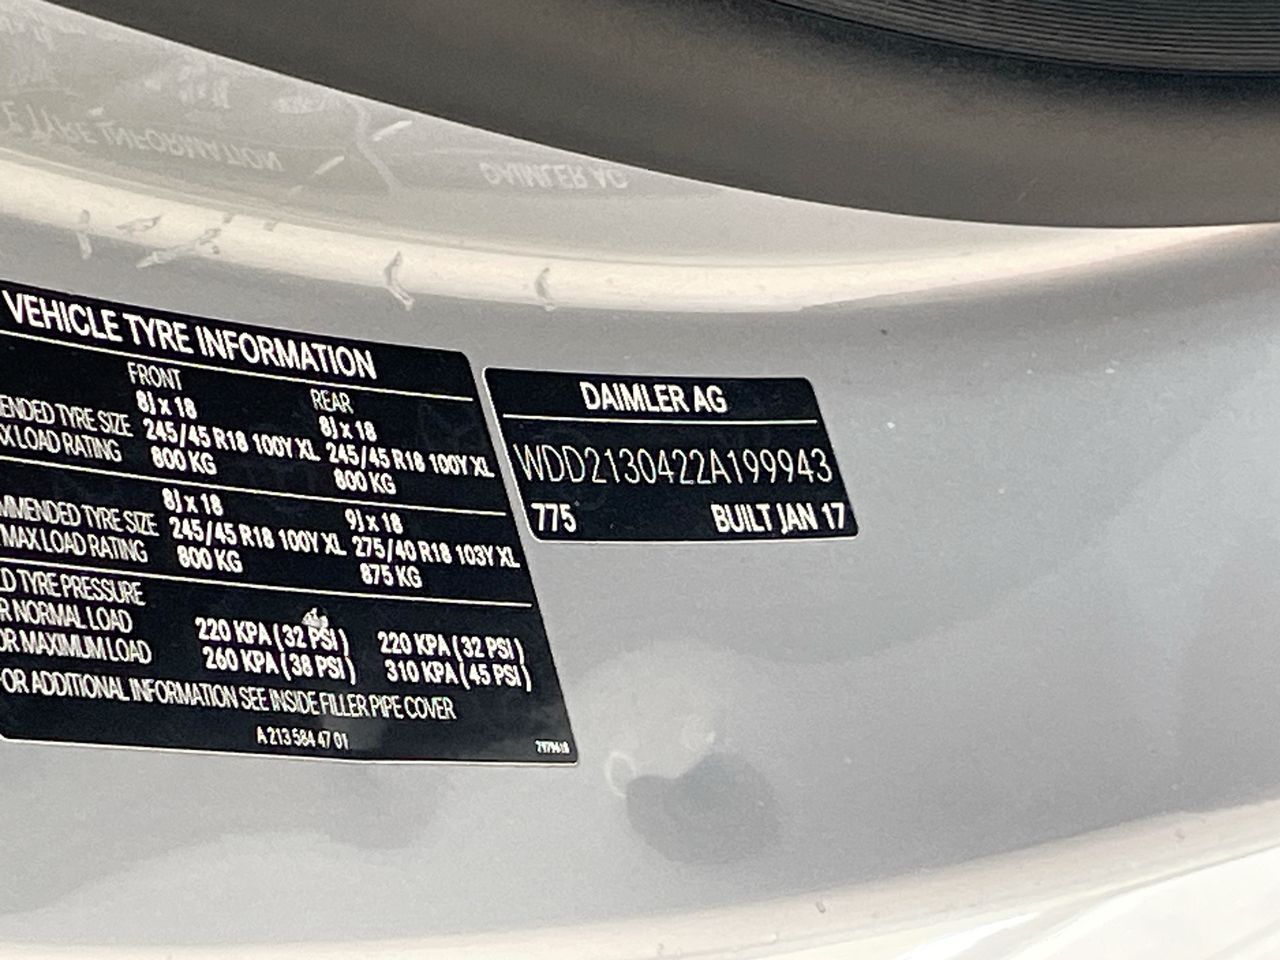 VEHICLE TYRE INFORMATION
FRONT REAR
8J x 18 8J x 18
TYRE SIZE 245/45 R18 100Y XL 245/45 R18 100Y XL
LOAD RATING 800 KG 800 KG
8J x 18 9J x 18
TYRE SIZE 245/45 R18 100Y XL 275/40 R18 103Y XL
MAX LOAD RATING 800 KG 875 KG
TYRE PRESSURE
NORMAL LOAD 220 KPA (32 PSI) 220 KPA (32 PSI)
MAXIMUM LOAD 260 KPA (38 PSI) 310 KPA (45 PSI)
FOR ADDITIONAL INFORMATION SEE INSIDE FILLER PIPE COVER
A 213 584 47 01
DAIMLER AG
WDD2130422A199943
775 BUILT JAN 17